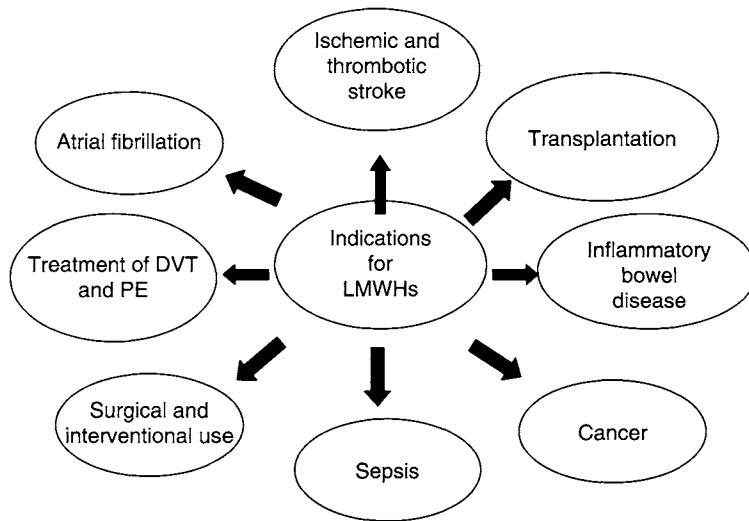 Ischemic and
thrombotic
stroke
Atrial fibrillation
Transplantation
Indications
for
LMWHs
Treatment of DVT
and PE
Inflammatory
bowel
disease
Surgical and
interventional use
Sepsis
Cancer